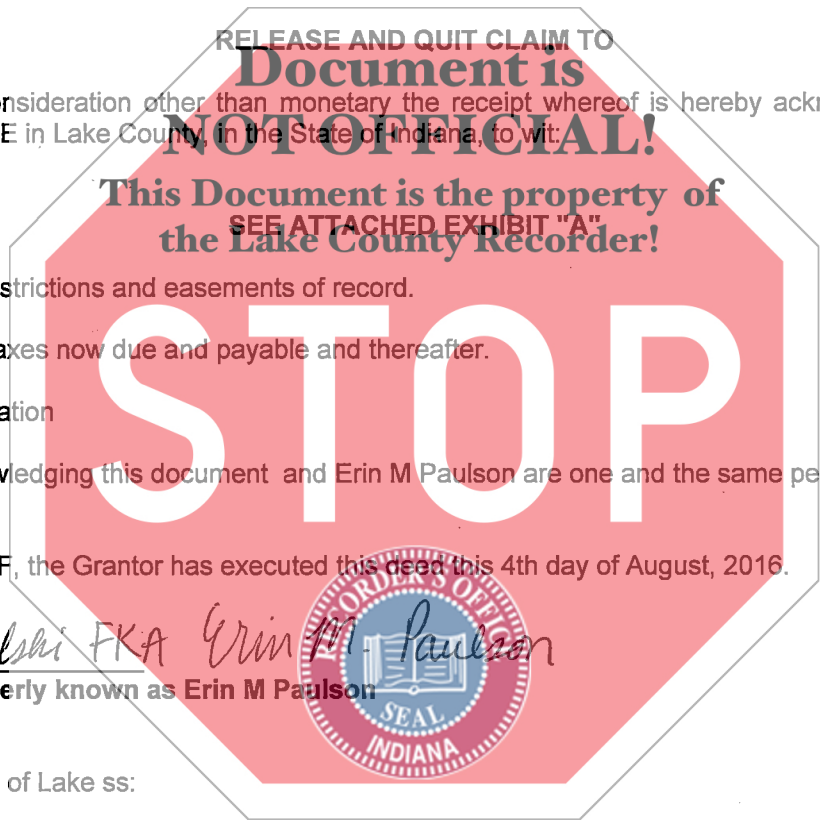 RELEASE AND QUIT CLAIM TO
Document is
nsideration other than monetary the receipt whereof is hereby ackn
E in Lake County, in the State of Indiana, to wit:
NOT OFFICIAL!
This Document is the property of
SEE ATTACHED EXHIBIT "A"
the Lake County Recorder!
strictions and easements of record.
axes now due and payable and thereafter.
STOP
ation
wledging this document and Erin M Paulson are one and the same pe
F, the Grantor has executed this deed this 4th day of August, 2016.
RECORDER'S OFFICE
FKA Erin M. Paulson
erly known as Erin M Paulson
SEAL
INDIANA
of Lake ss: